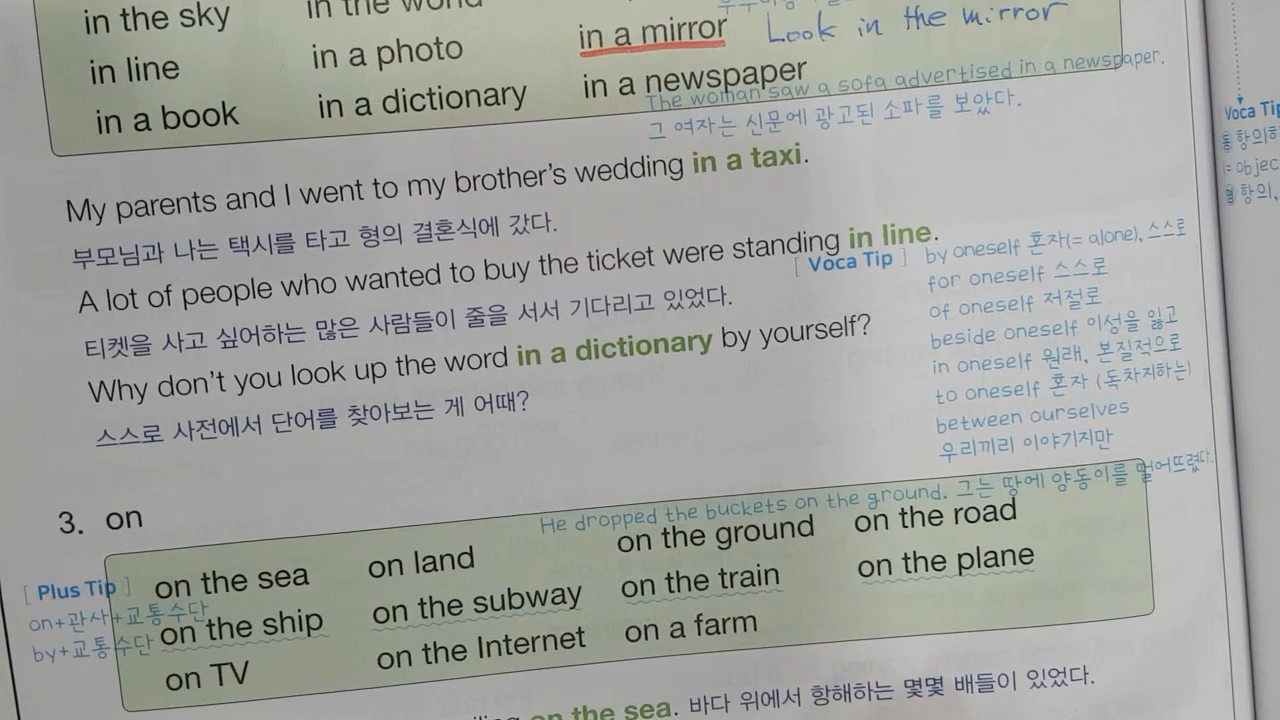 in the sky in the world
in line in a photo in a mirror Look in the mirror
in a book in a dictionary in a newspaper
The woman saw a sofa advertised in a newspaper.
그 여자는 신문에 광고된 소파를 보았다.
My parents and I went to my brother's wedding in a taxi.
부모님과 나는 택시를 타고 형의 결혼식에 갔다.
A lot of people who wanted to buy the ticket were standing in line.
티켓을 사고 싶어하는 많은 사람들이 줄을 서서 기다리고 있었다.
Why don't you look up the word in a dictionary by yourself?
스스로 사전에서 단어를 찾아보는 게 어때?
[ Voca Tip ] by oneself 혼자(= alone), 스스로
for oneself 스스로
of oneself 저절로
beside oneself 이성을 잃고
in oneself 원래, 본질적으로
to oneself 혼자 (독차지하는)
between ourselves
우리끼리 이야기지만
3. on
He dropped the buckets on the ground. 그는 땅에 양동이를 떨어뜨렸다.
on the sea on land on the ground on the road
on the ship on the subway on the train on the plane
on TV on the Internet on a farm
[ Plus Tip ]
on+관사+교통수단
by+교통수단
on the sea. 바다 위에서 항해하는 몇몇 배들이 있었다.
Voca Tip